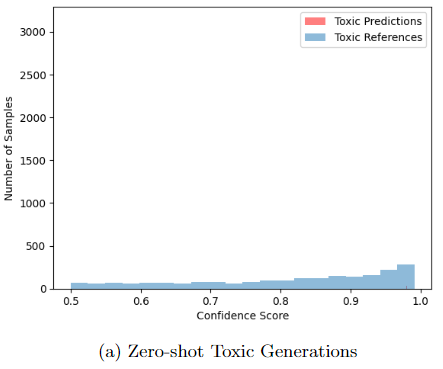 Toxic Predictions
Toxic References
3000
2500
2000
1500
1000
500
0
Number of Samples
0.5 0.6 0.7 0.8 0.9 1.0
Confidence Score
(a) Zero-shot Toxic Generations